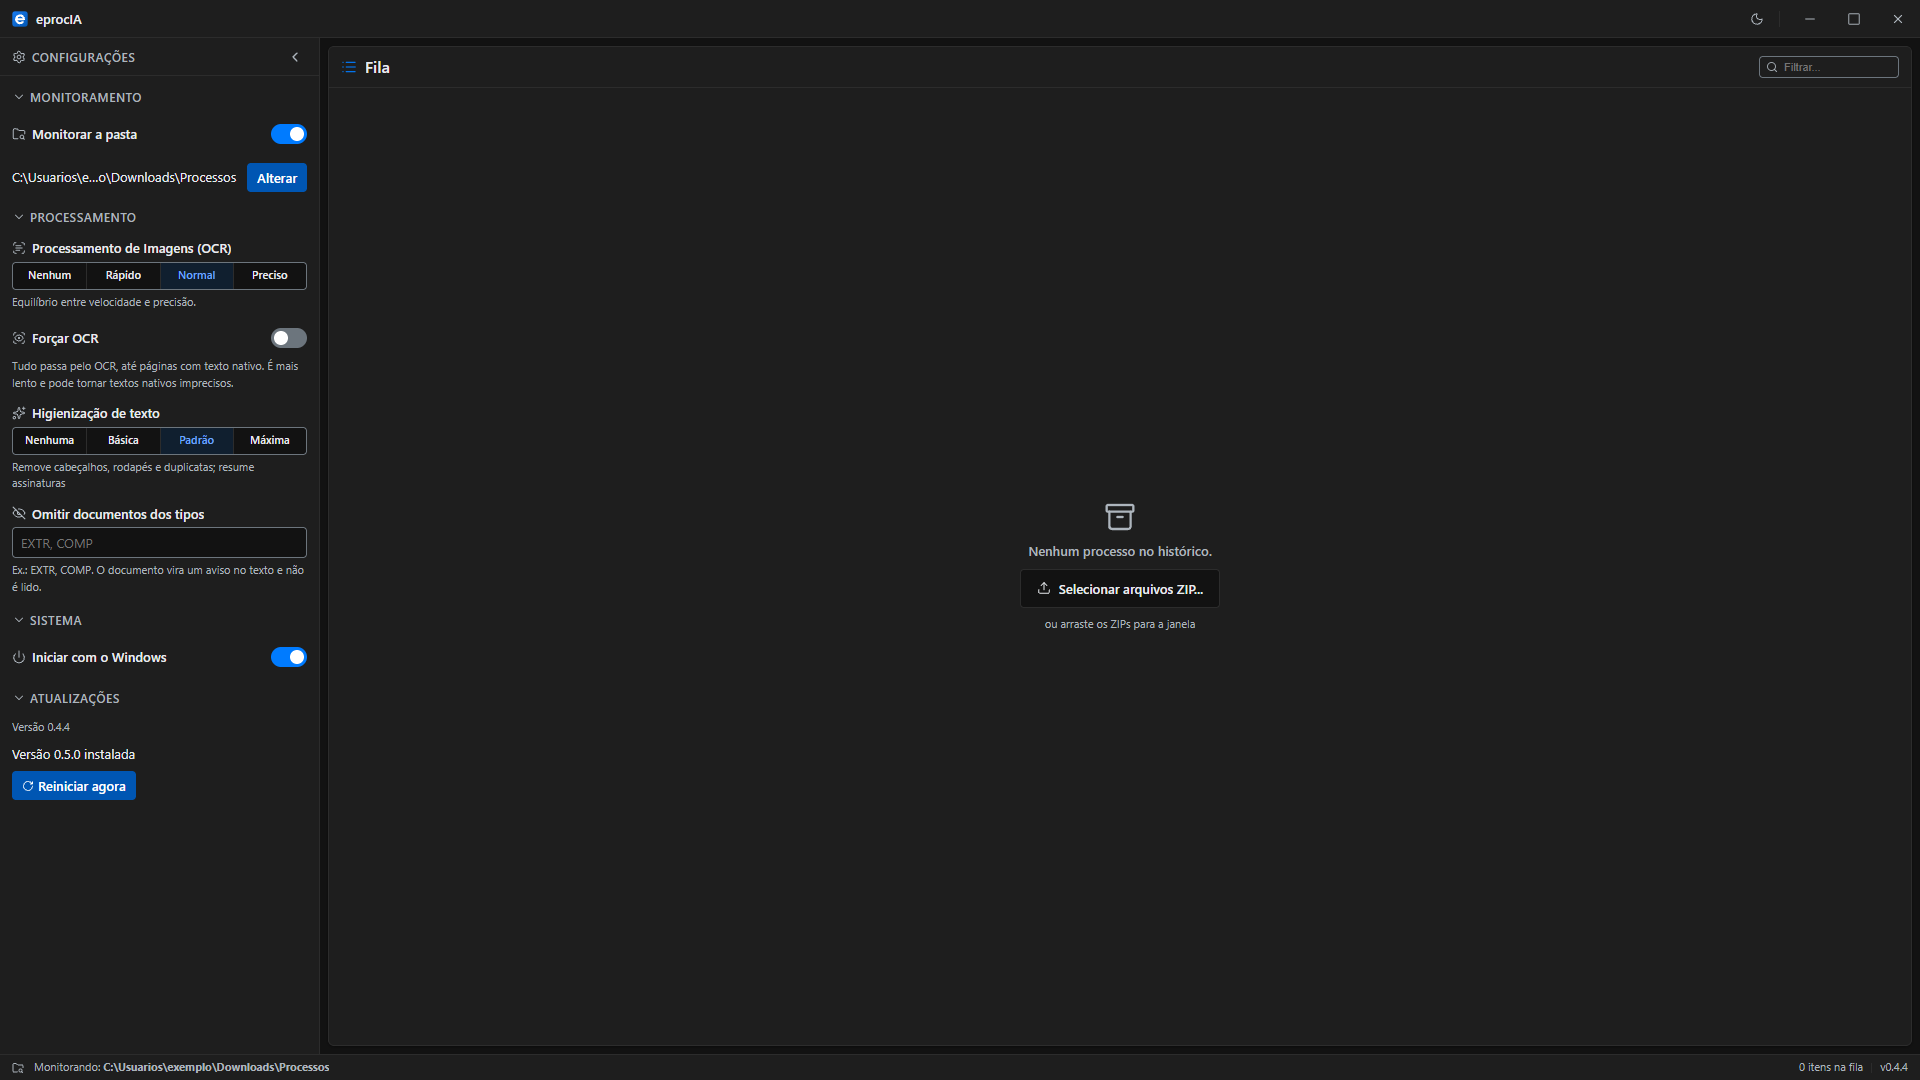 eprocIA
CONFIGURAÇÕES
MONITORAMENTO
Monitorar a pasta
C:\Usuarios\e...o\Downloads\Processos
Alterar
PROCESSAMENTO
Processamento de Imagens (OCR)
Nenhum Rápido Normal Preciso
Equilíbrio entre velocidade e precisão.
Forçar OCR
Tudo passa pelo OCR, até páginas com texto nativo. É mais
lento e pode tornar textos nativos imprecisos.
Higienização de texto
Nenhuma Básica Padrão Máxima
Remove cabeçalhos, rodapés e duplicatas; resume
assinaturas
Omitir documentos dos tipos
EXTR, COMP
Ex.: EXTR, COMP. O documento vira um aviso no texto e não
é lido.
SISTEMA
Iniciar com o Windows
ATUALIZAÇÕES
Versão 0.4.4
Versão 0.5.0 instalada
Reiniciar agora
Fila
Filtrar...
Nenhum processo no histórico.
Selecionar arquivos ZIP...
ou arraste os ZIPs para a janela
Monitorando: C:\Usuarios\exemplo\Downloads\Processos
0 itens na fila
v0.4.4